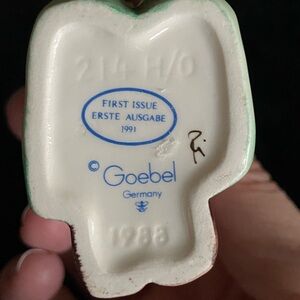 214 H/0
FIRST ISSUE
ERSTE AUSGABE
1991
© Goebel
Germany
1988